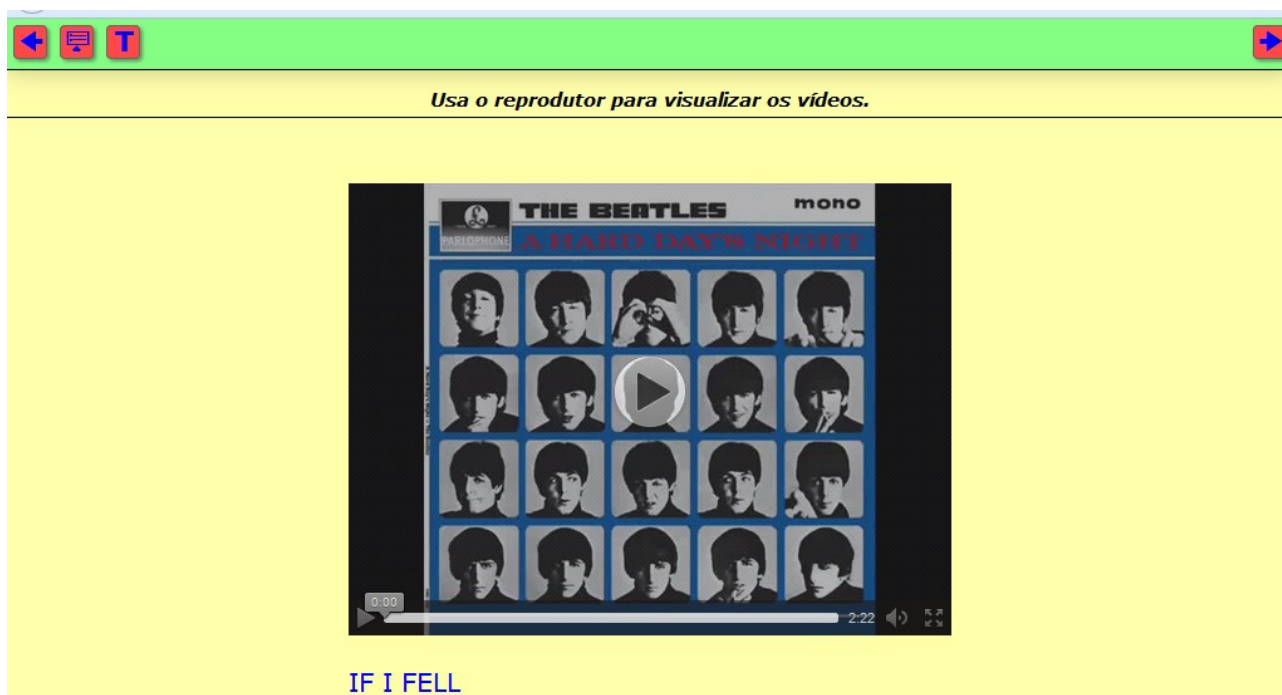 T
Usa o reprodutor para visualizar os vídeos.
THE BEATLES
mono
PARLOPHONE
A HARD DAY'S NIGHT
0:00
2:22
IF I FELL